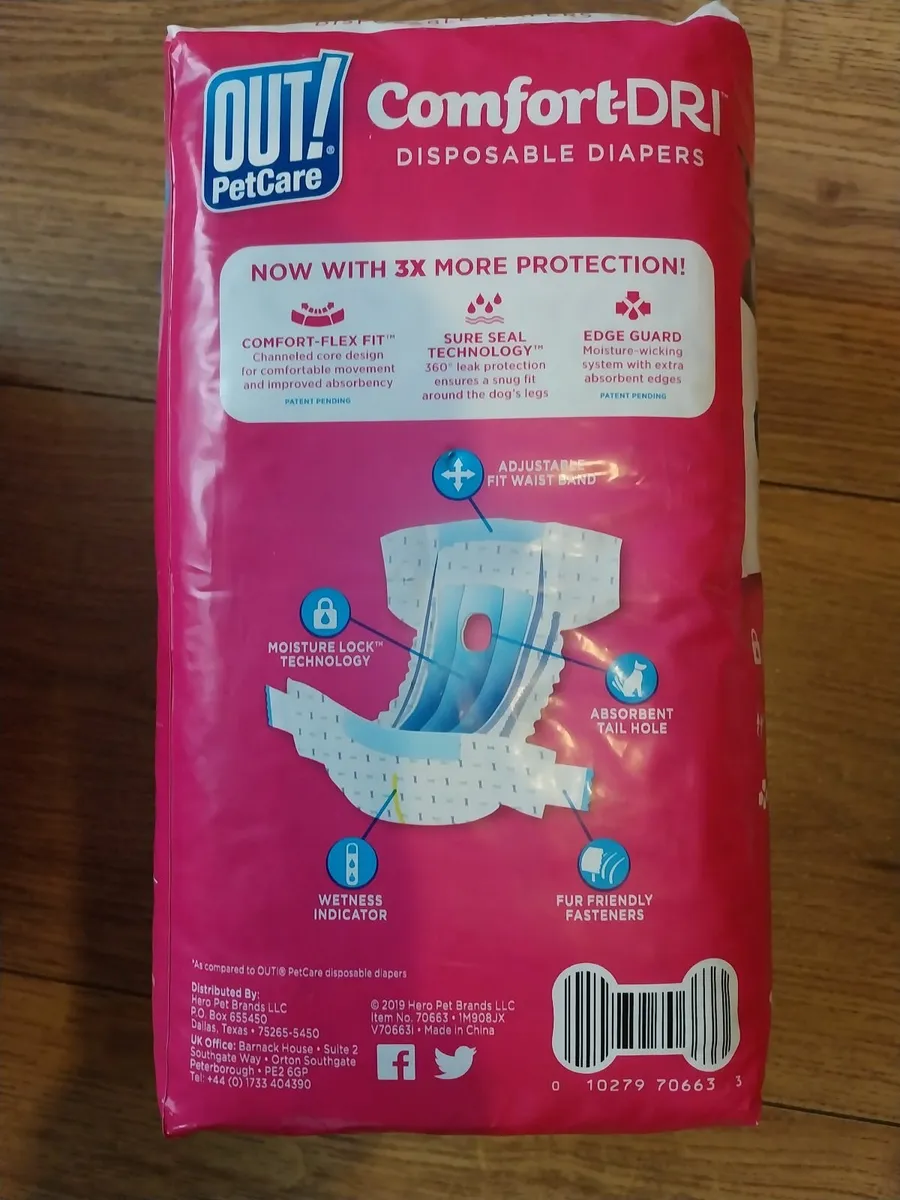 OUT!®
PetCare
Comfort-DRI™
DISPOSABLE DIAPERS
NOW WITH 3X MORE PROTECTION!
COMFORT-FLEX FIT™
Channeled core design
for comfortable movement
and improved absorbency
PATENT PENDING
SURE SEAL
TECHNOLOGY™
360° leak protection
ensures a snug fit
around the dog's legs
EDGE GUARD
Moisture-wicking
system with extra
absorbent edges
PATENT PENDING
ADJUSTABLE
FIT WAIST BAND
MOISTURE LOCK™
TECHNOLOGY
ABSORBENT
TAIL HOLE
WETNESS
INDICATOR
FUR FRIENDLY
FASTENERS
*As compared to OUT!® PetCare disposable diapers
Distributed By:
Hero Pet Brands LLC
P.O. Box 655450
Dallas, Texas • 75265-5450
UK Office: Barnack House • Suite 2
Southgate Way • Orton Southgate
Peterborough • PE2 6GP
Tel: +44 (0) 1733 404390
© 2019 Hero Pet Brands LLC
Item No. 70663 • 1M908JX
V70663i • Made in China
0 10279 70663 3